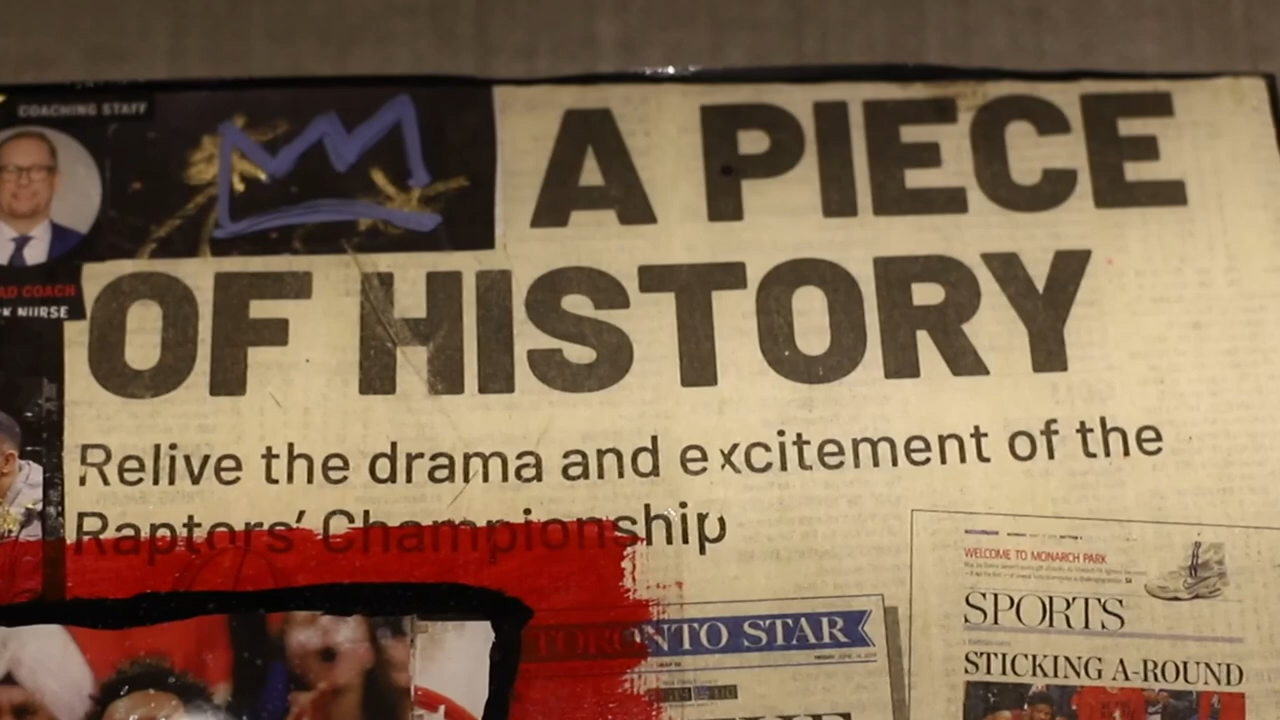 COACHING STAFF
A PIECE
OF HISTORY
AD COACH
K NURSE
Relive the drama and excitement of the
Raptors' Championship
WELCOME TO MONARCH PARK
SPORTS
TORONTO STAR
STICKING A-ROUND